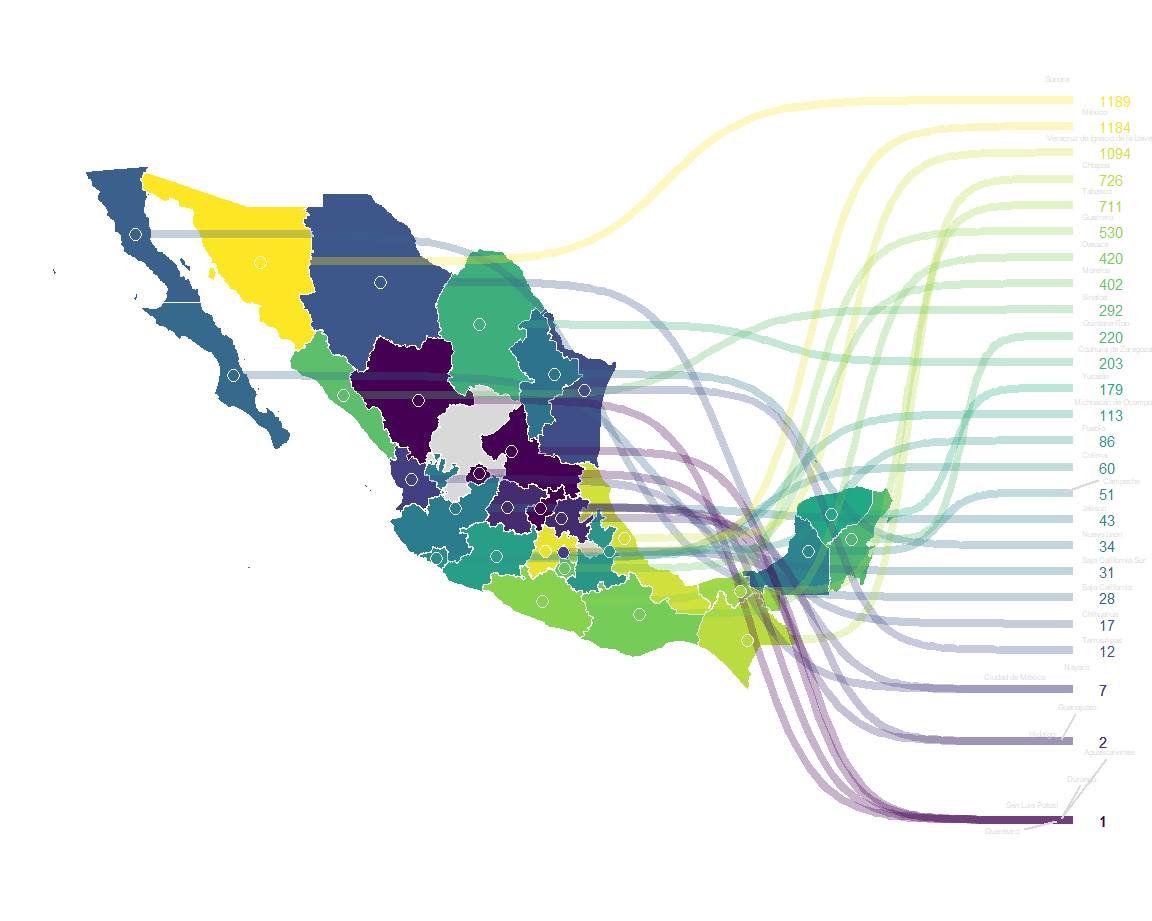 Sonora
1189
México
1184
Veracruz de Ignacio de la Llave
1094
Chiapas
726
Tabasco
711
Guerrero
530
Oaxaca
420
Morelos
402
Sinaloa
292
Quintana Roo
220
Coahuila de Zaragoza
203
Yucatán
179
Michoacán de Ocampo
113
Puebla
86
Colima
60
Campeche
51
Jalisco
43
Nuevo León
34
Baja California Sur
31
Baja California
28
Chihuahua
17
Tamaulipas
12
Nayarit
Ciudad de México
7
Guanajuato
Hidalgo
2
Aguascalientes
Durango
San Luis Potosí
1
Querétaro